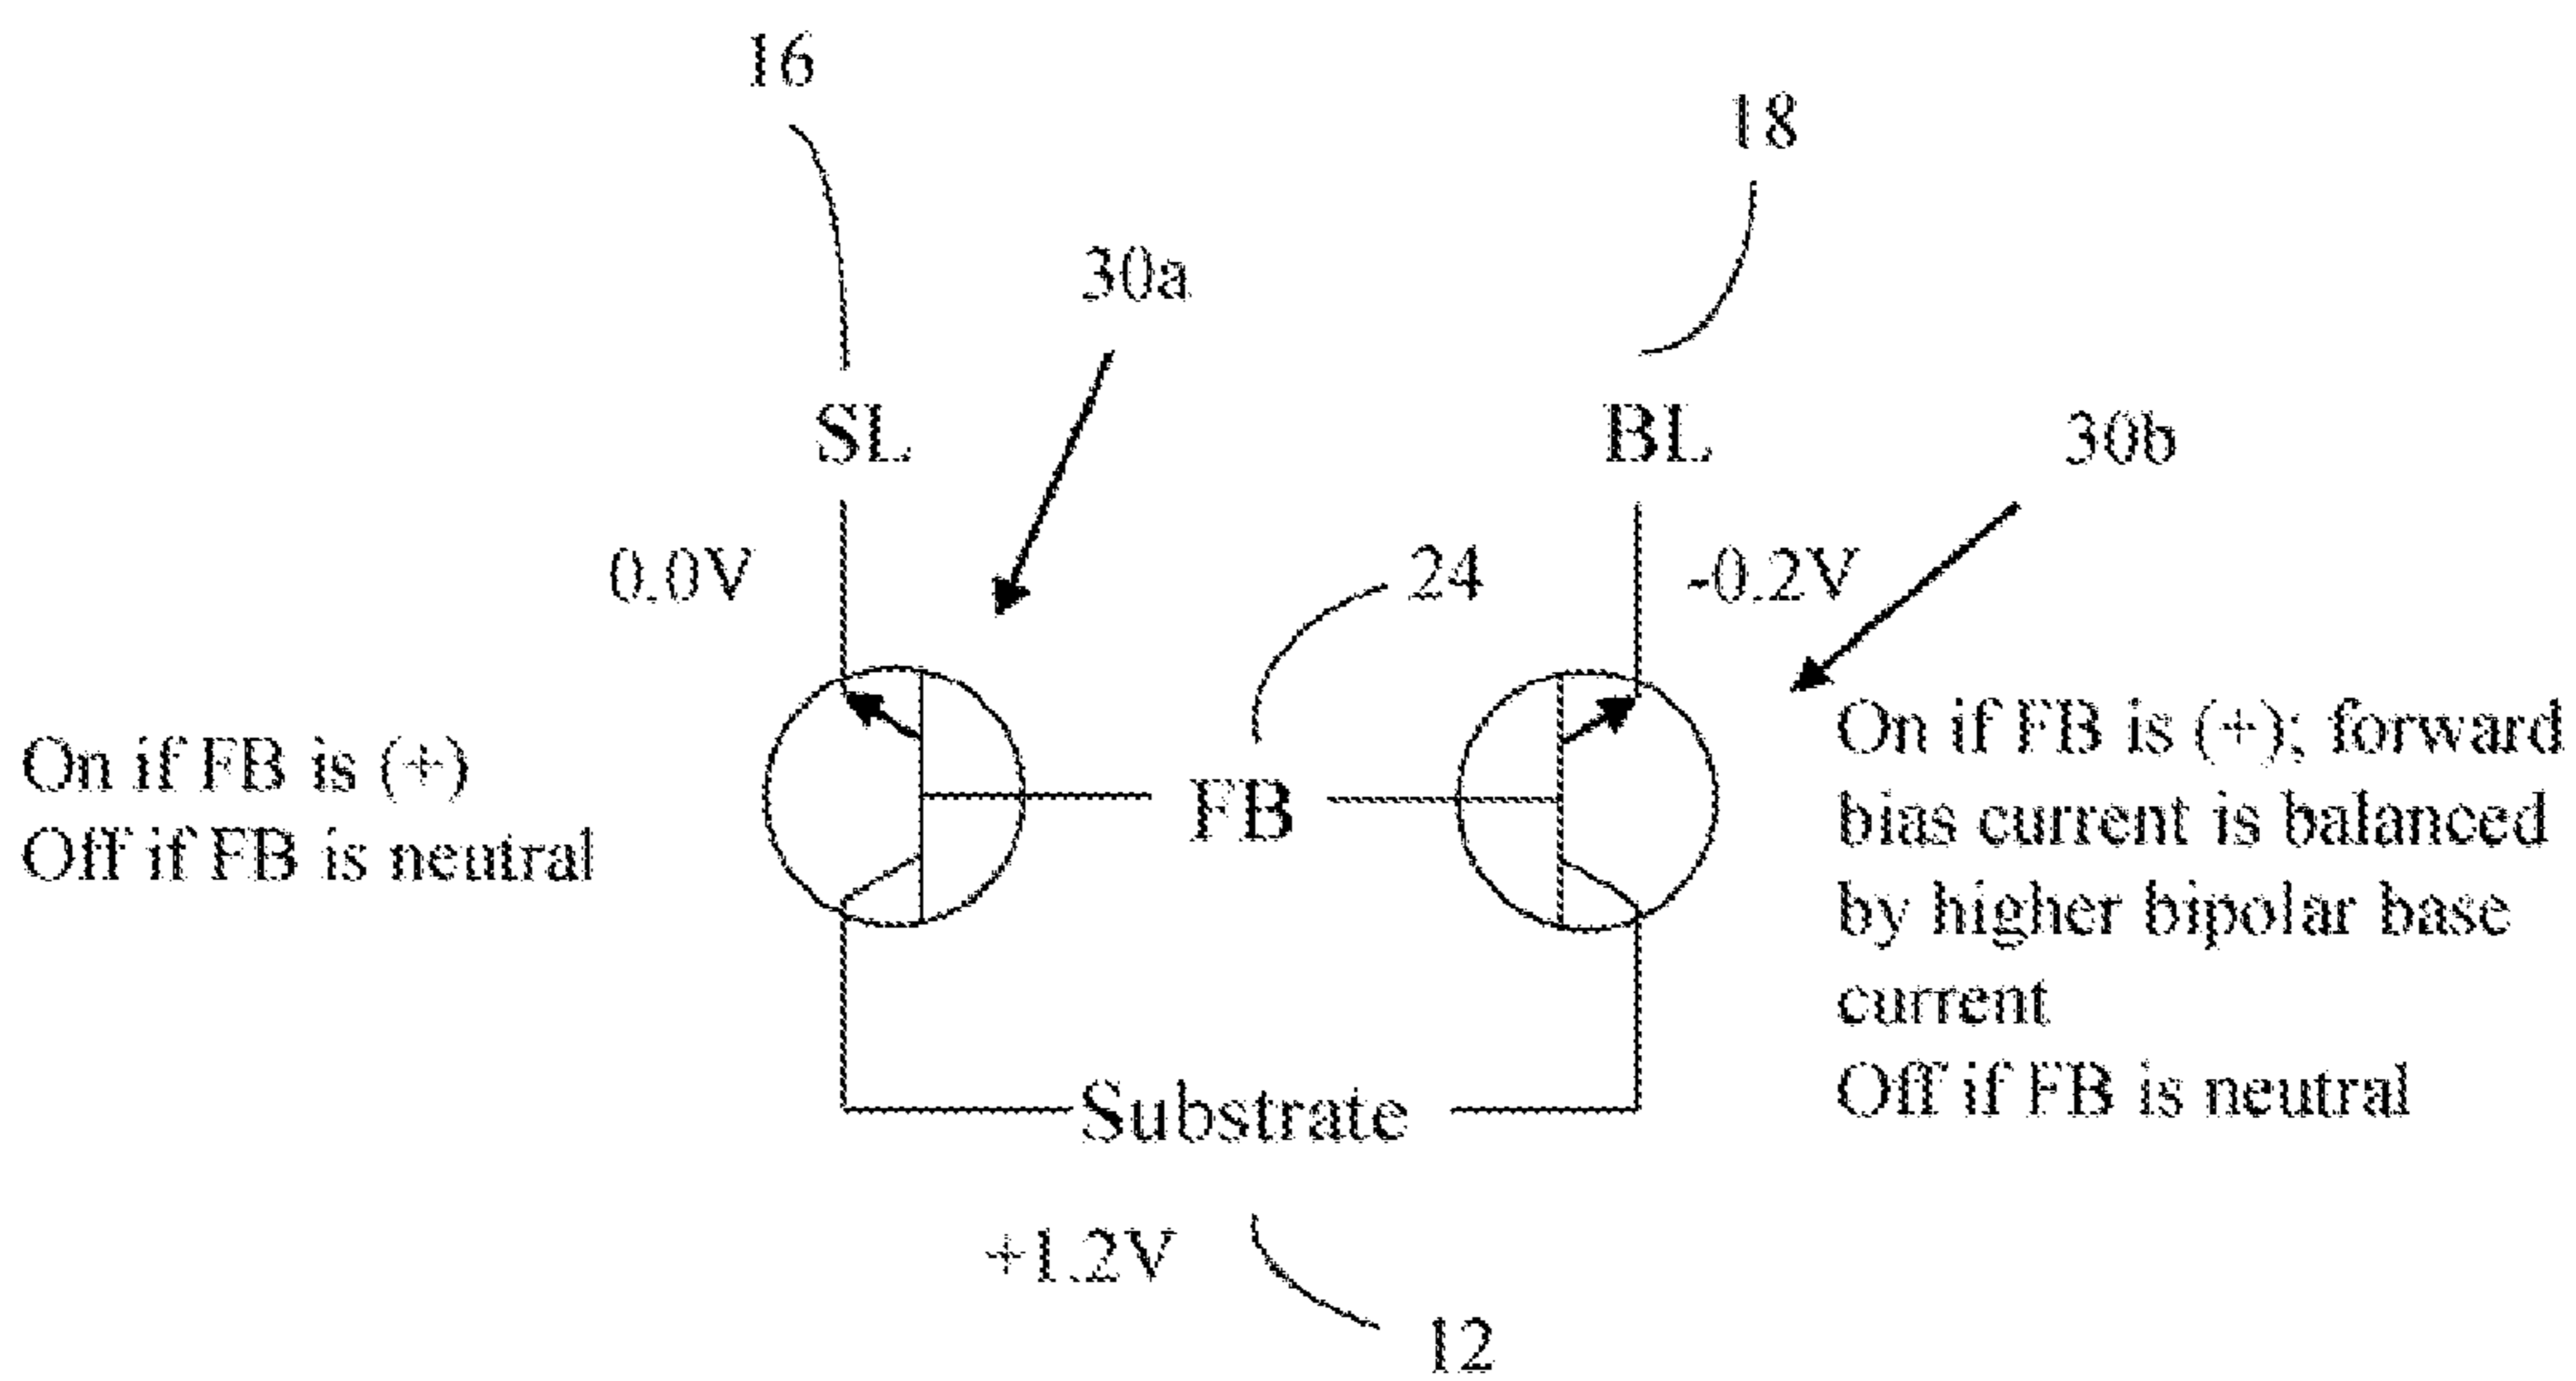 16
18
30a
SL
BL
30b
0.0V
24
-0.2V
On if FB is (+)
Off if FB is neutral
FB
On if FB is (+); forward
bias current is balanced
by higher bipolar base
current
Off if FB is neutral
Substrate
+1.2V
12